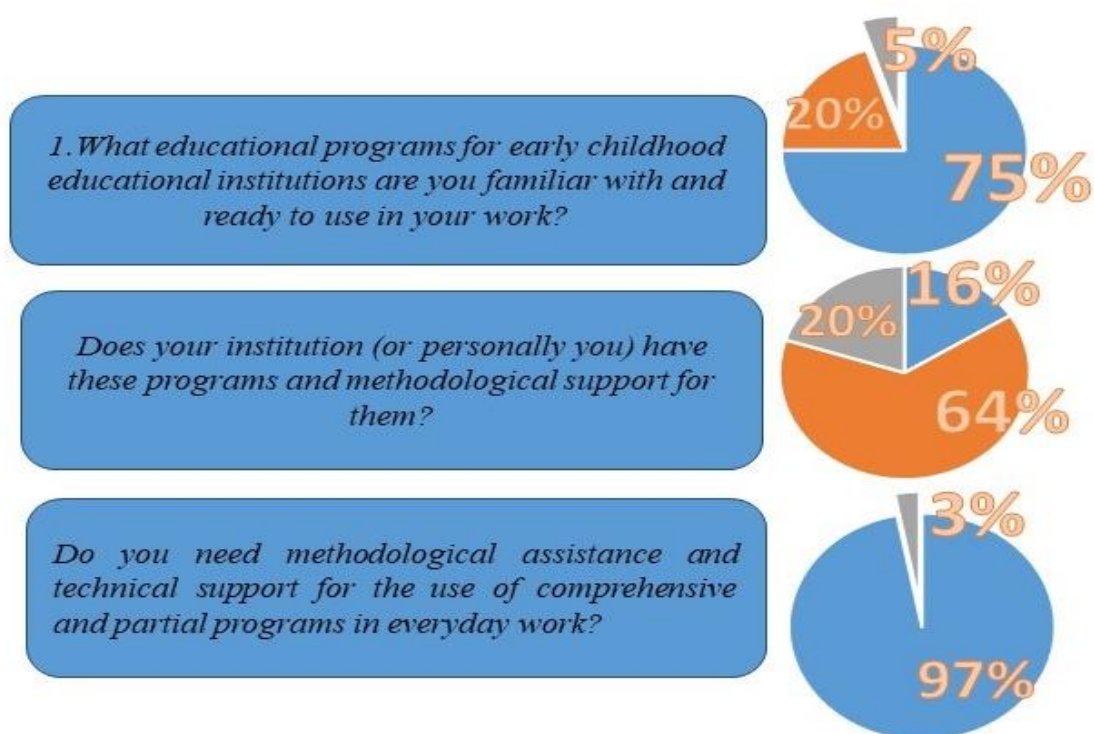 5%
20%
75%
1.What educational programs for early childhood
educational institutions are you familiar with and
ready to use in your work?
16%
20%
64%
Does your institution (or personally you) have
these programs and methodological support for
them?
3%
97%
Do you need methodological assistance and
technical support for the use of comprehensive
and partial programs in everyday work?